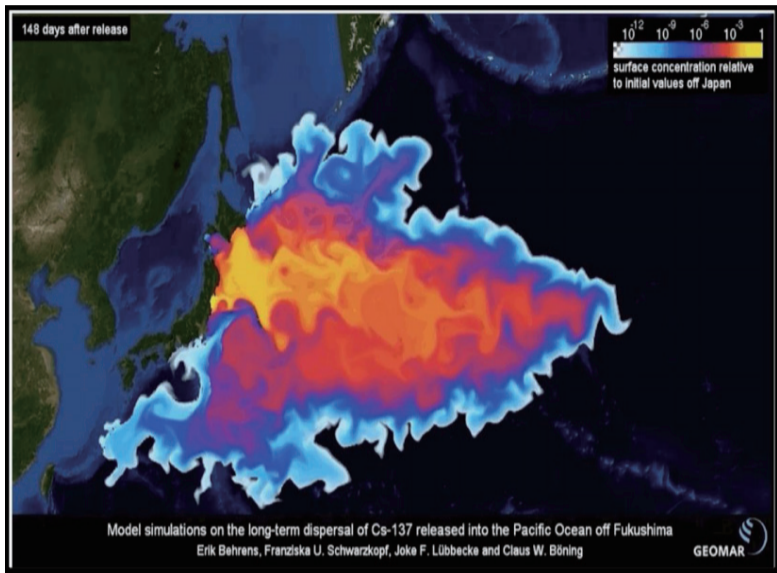 148 days after release
10^-12 10^-9 10^-6 10^-3 1
surface concentration relative
to initial values off Japan
Model simulations on the long-term dispersal of Cs-137 released into the Pacific Ocean off Fukushima
Erik Behrens, Franziska U. Schwarzkopf, Joke F. Lübbecke and Claus W. Böning
GEOMAR